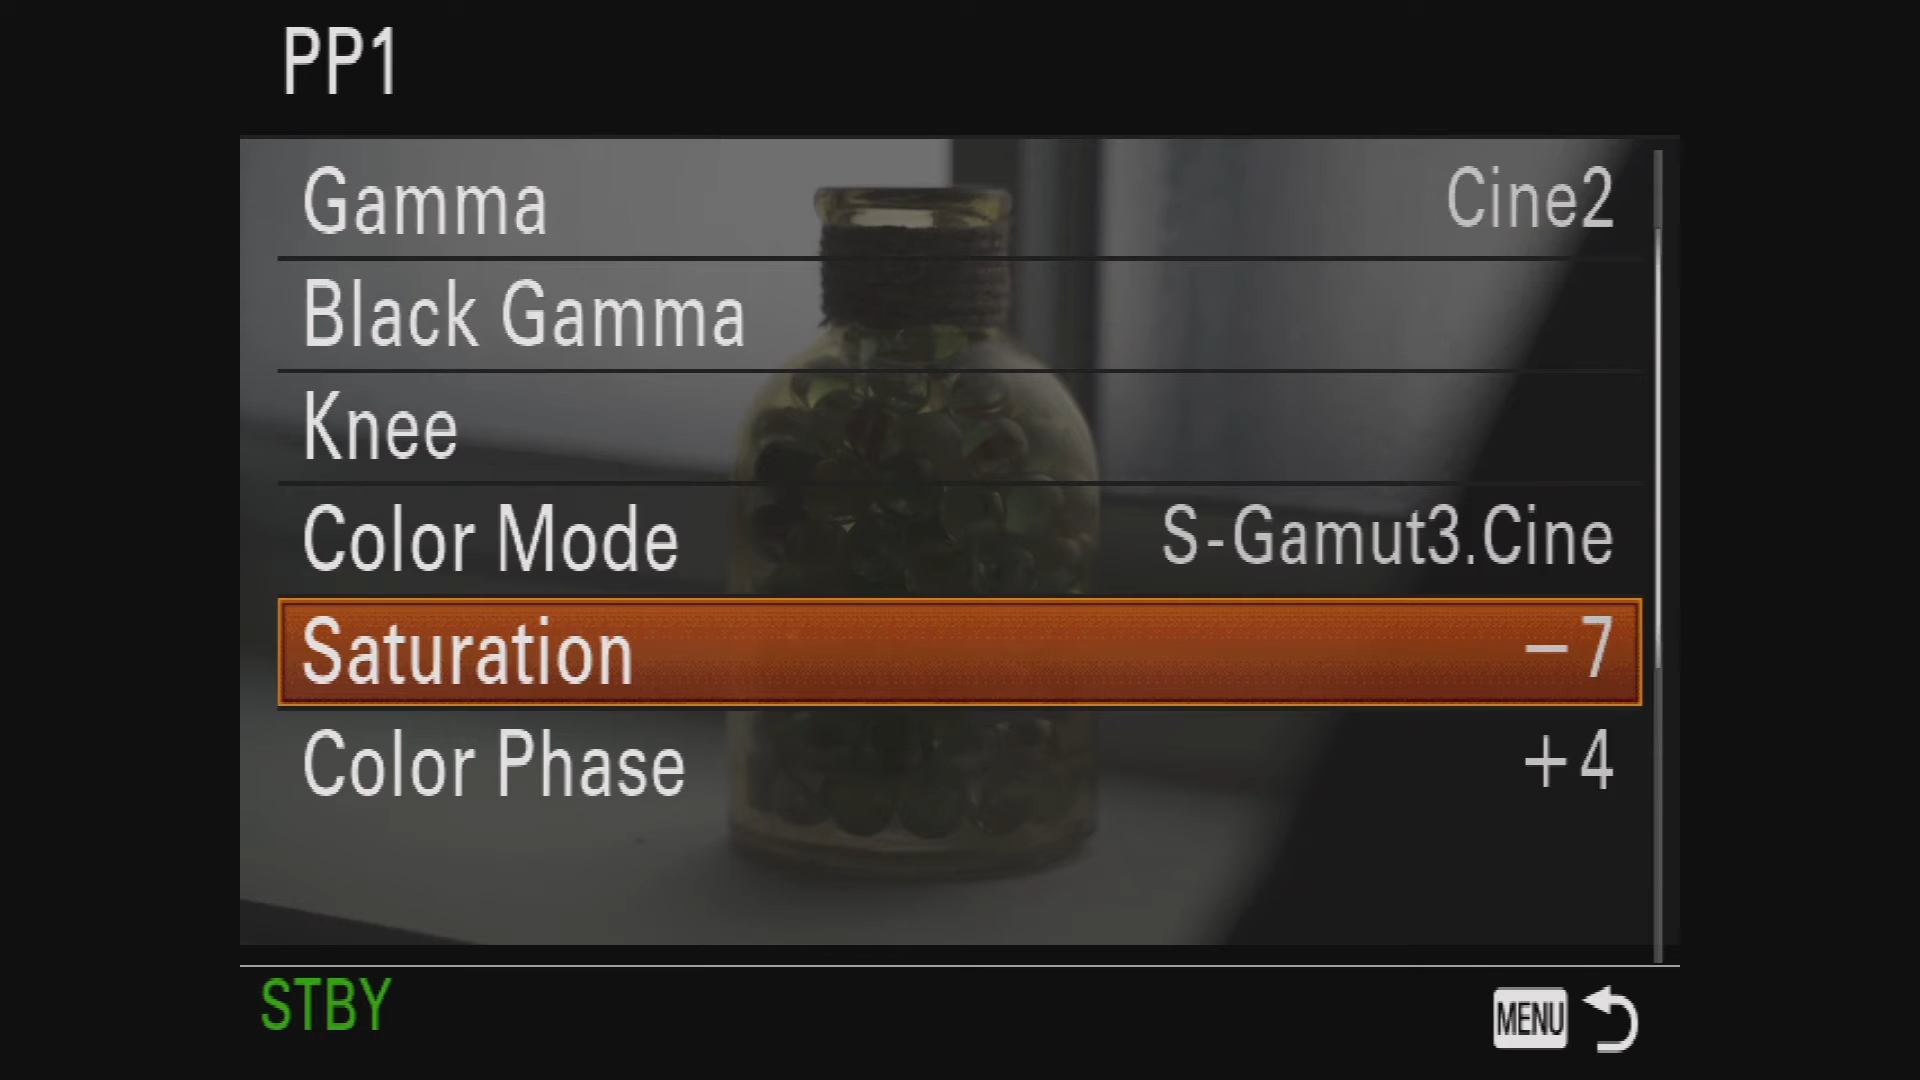 PP1
Gamma Cine2
Black Gamma
Knee
Color Mode S-Gamut3.Cine
Saturation −7
Color Phase +4
STBY MENU